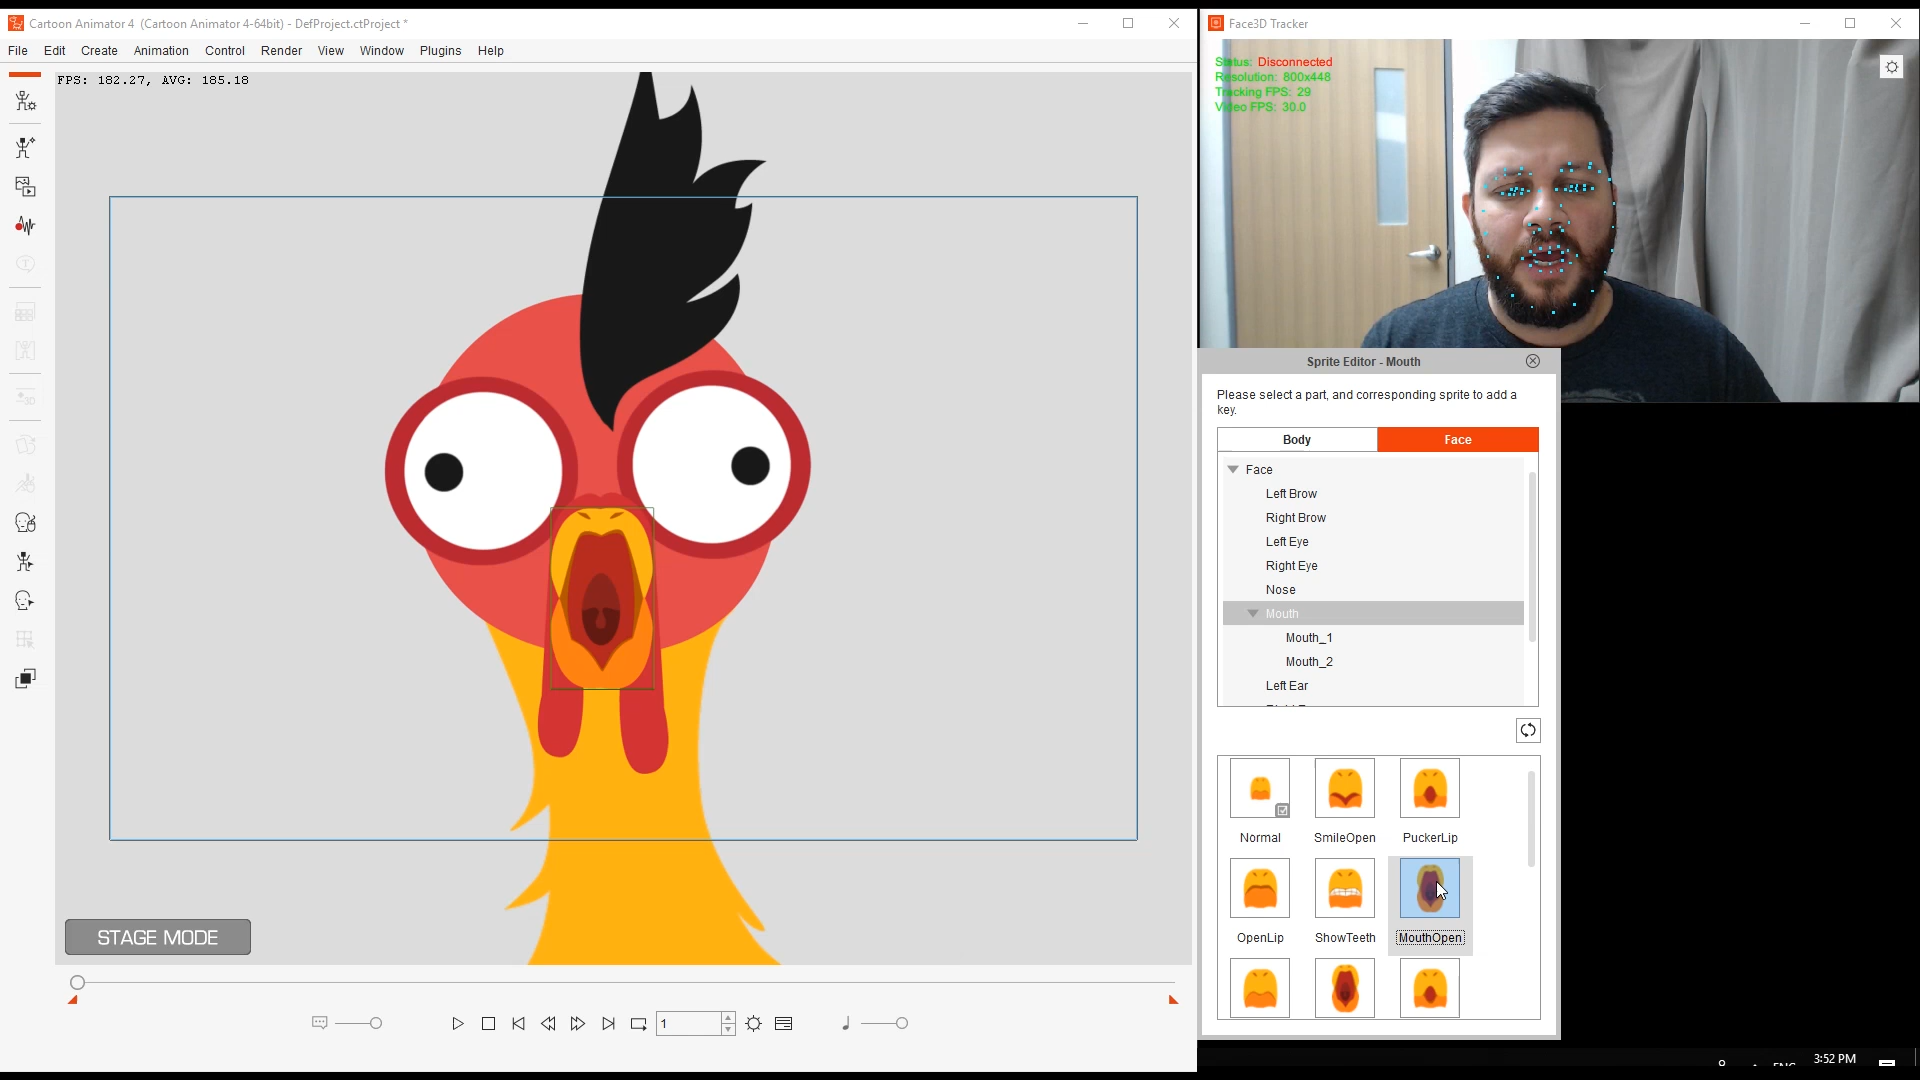 Cartoon Animator 4  (Cartoon Animator 4-64bit) - DefProject.ctProject *
File Edit Create Animation Control Render View Window Plugins Help
FPS: 182.27, AVG: 185.18
STAGE MODE
1
Face3D Tracker
Status: Disconnected
Resolution: 800x448
Tracking FPS: 29
Video FPS: 30.0
Sprite Editor - Mouth
Please select a part, and corresponding sprite to add a
key.
Body Face
Face
Left Brow
Right Brow
Left Eye
Right Eye
Nose
Mouth
Mouth_1
Mouth_2
Left Ear
Normal SmileOpen PuckerLip
OpenLip ShowTeeth MouthOpen
3:52 PM